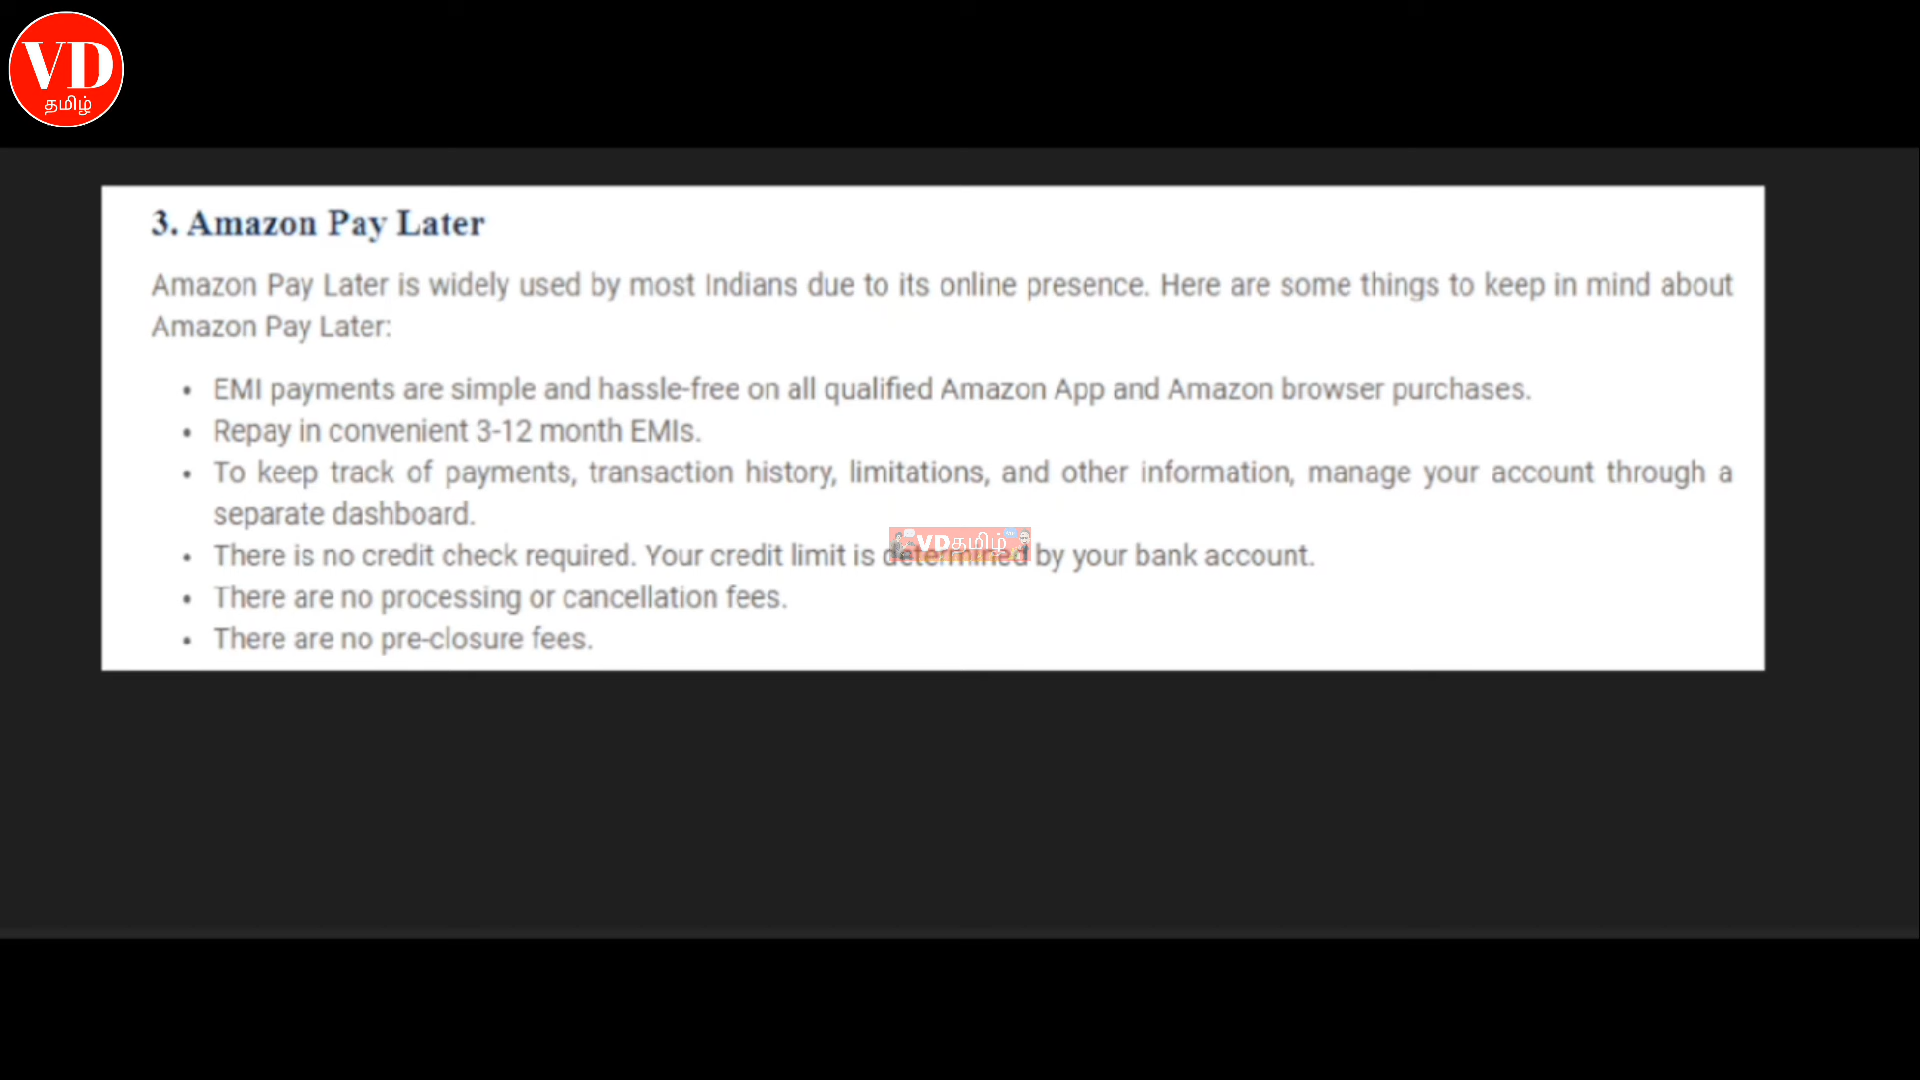 VD
தமிழ்
3. Amazon Pay Later
Amazon Pay Later is widely used by most Indians due to its online presence. Here are some things to keep in mind about
Amazon Pay Later:
• EMI payments are simple and hassle-free on all qualified Amazon App and Amazon browser purchases.
• Repay in convenient 3-12 month EMIs.
• To keep track of payments, transaction history, limitations, and other information, manage your account through a
separate dashboard.
VDதமிழ்
• There is no credit check required. Your credit limit is determined by your bank account.
• There are no processing or cancellation fees.
• There are no pre-closure fees.